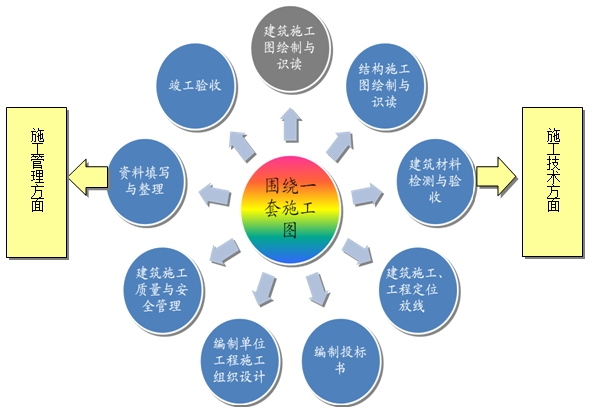 建筑施工
图绘制与
识读
结构施工
图绘制与
识读
建筑材料
检测与验
收
建筑施工、
工程定位
放线
编制投标
书
编制单位
工程施工
组织设计
建筑施工
质量与安
全管理
资料填写
与整理
竣工验收
围绕一
套施工
图
施工管理方面
施工技术方面